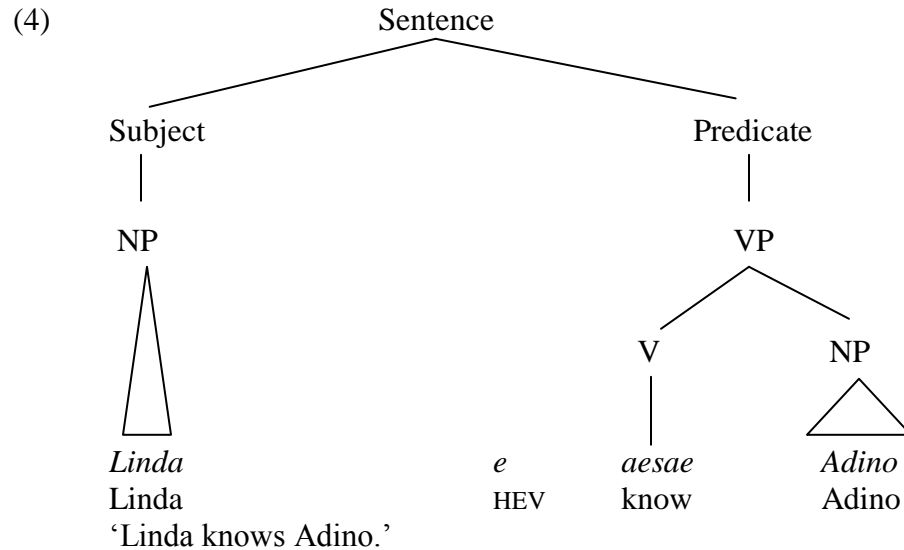 (4) Sentence
Subject Predicate
NP VP
V NP
Linda e aesae Adino
Linda HEV know Adino
‘Linda knows Adino.’